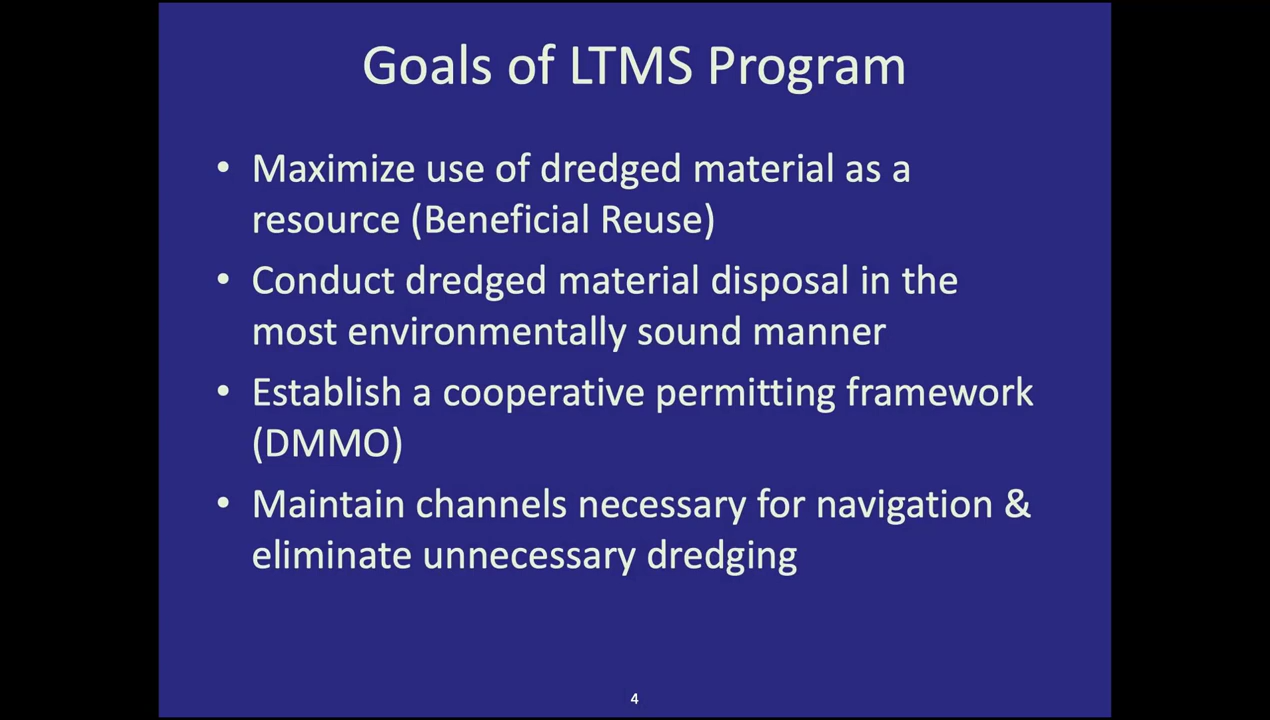 Goals of LTMS Program
• Maximize use of dredged material as a
resource (Beneficial Reuse)
• Conduct dredged material disposal in the
most environmentally sound manner
• Establish a cooperative permitting framework
(DMMO)
• Maintain channels necessary for navigation &
eliminate unnecessary dredging
4